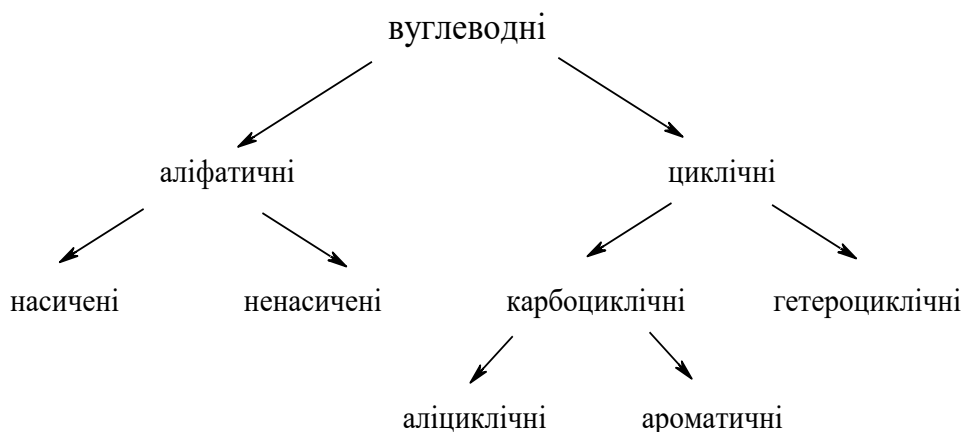 вуглеводні
аліфатичні циклічні
насичені ненасичені карбоциклічні гетероциклічні
аліциклічні ароматичні